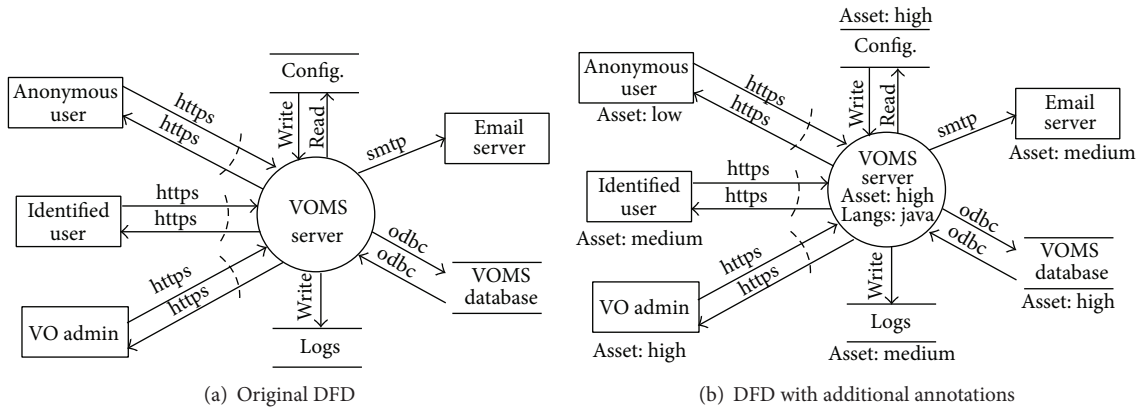 Config.
Anonymous
user
https
https
Write
Read
smtp
Email
server
Identified
user
https
https
VOMS
server
odbc
odbc
VOMS
database
https
https
VO admin
Write
Logs
(a) Original DFD
Asset: high
Config.
Anonymous
user
Asset: low
https
https
Write
Read
smtp
Email
server
Asset: medium
Identified
user
Asset: medium
https
https
VOMS
server
Asset: high
Langs: java
odbc
odbc
VOMS
database
Asset: high
https
https
VO admin
Asset: high
Write
Logs
Asset: medium
(b) DFD with additional annotations